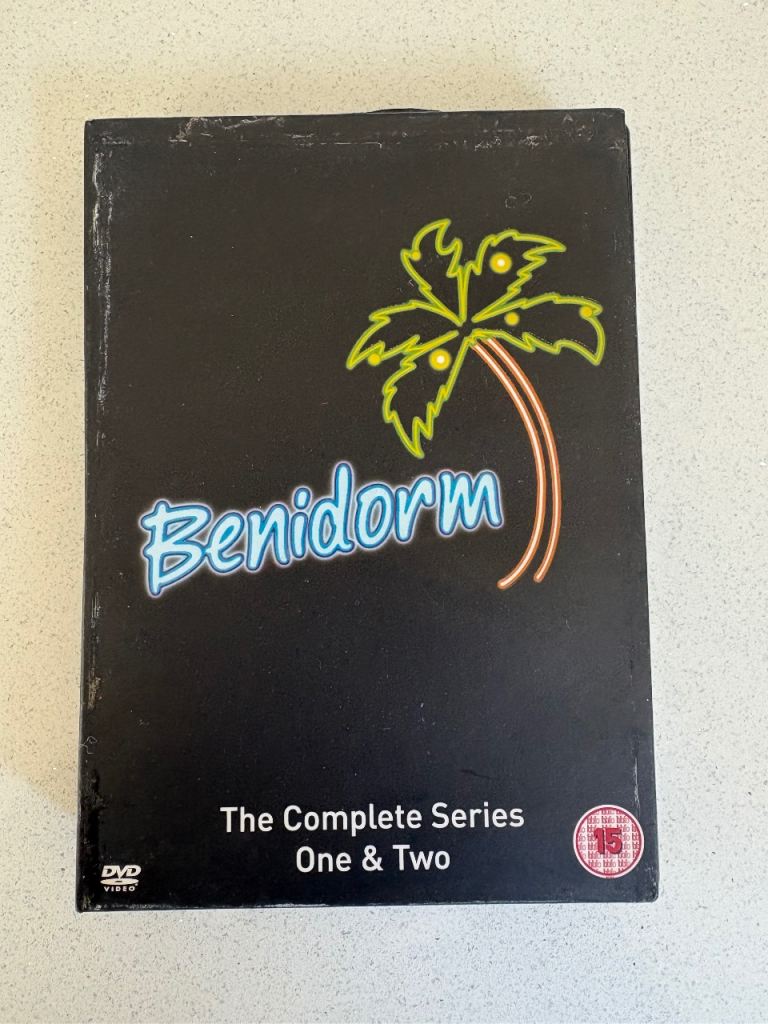 Benidorm
The Complete Series
One & Two
15
DVD
VIDEO